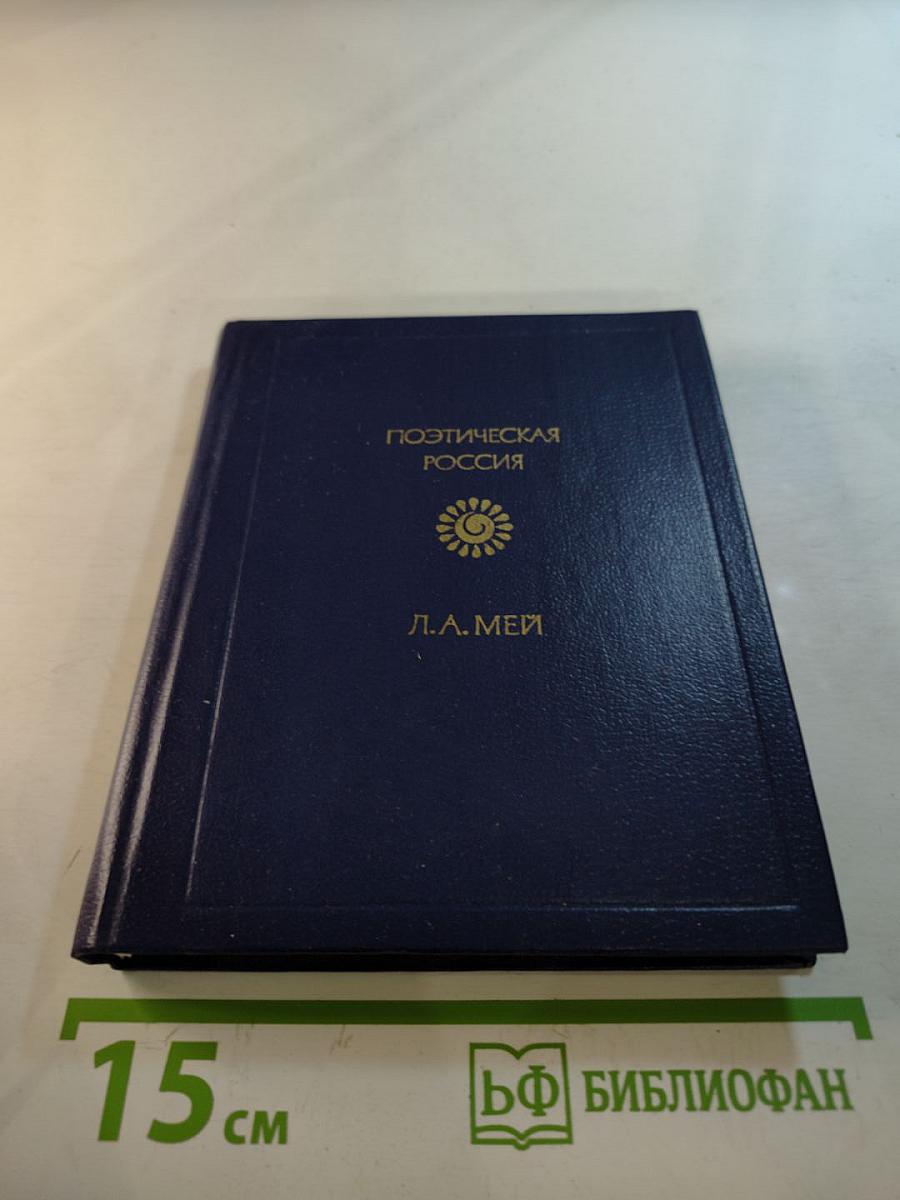 ПОЭТИЧЕСКАЯ
РОССИЯ
Л.А.МЕЙ
15 см
ЬФ БИБЛИОФАН